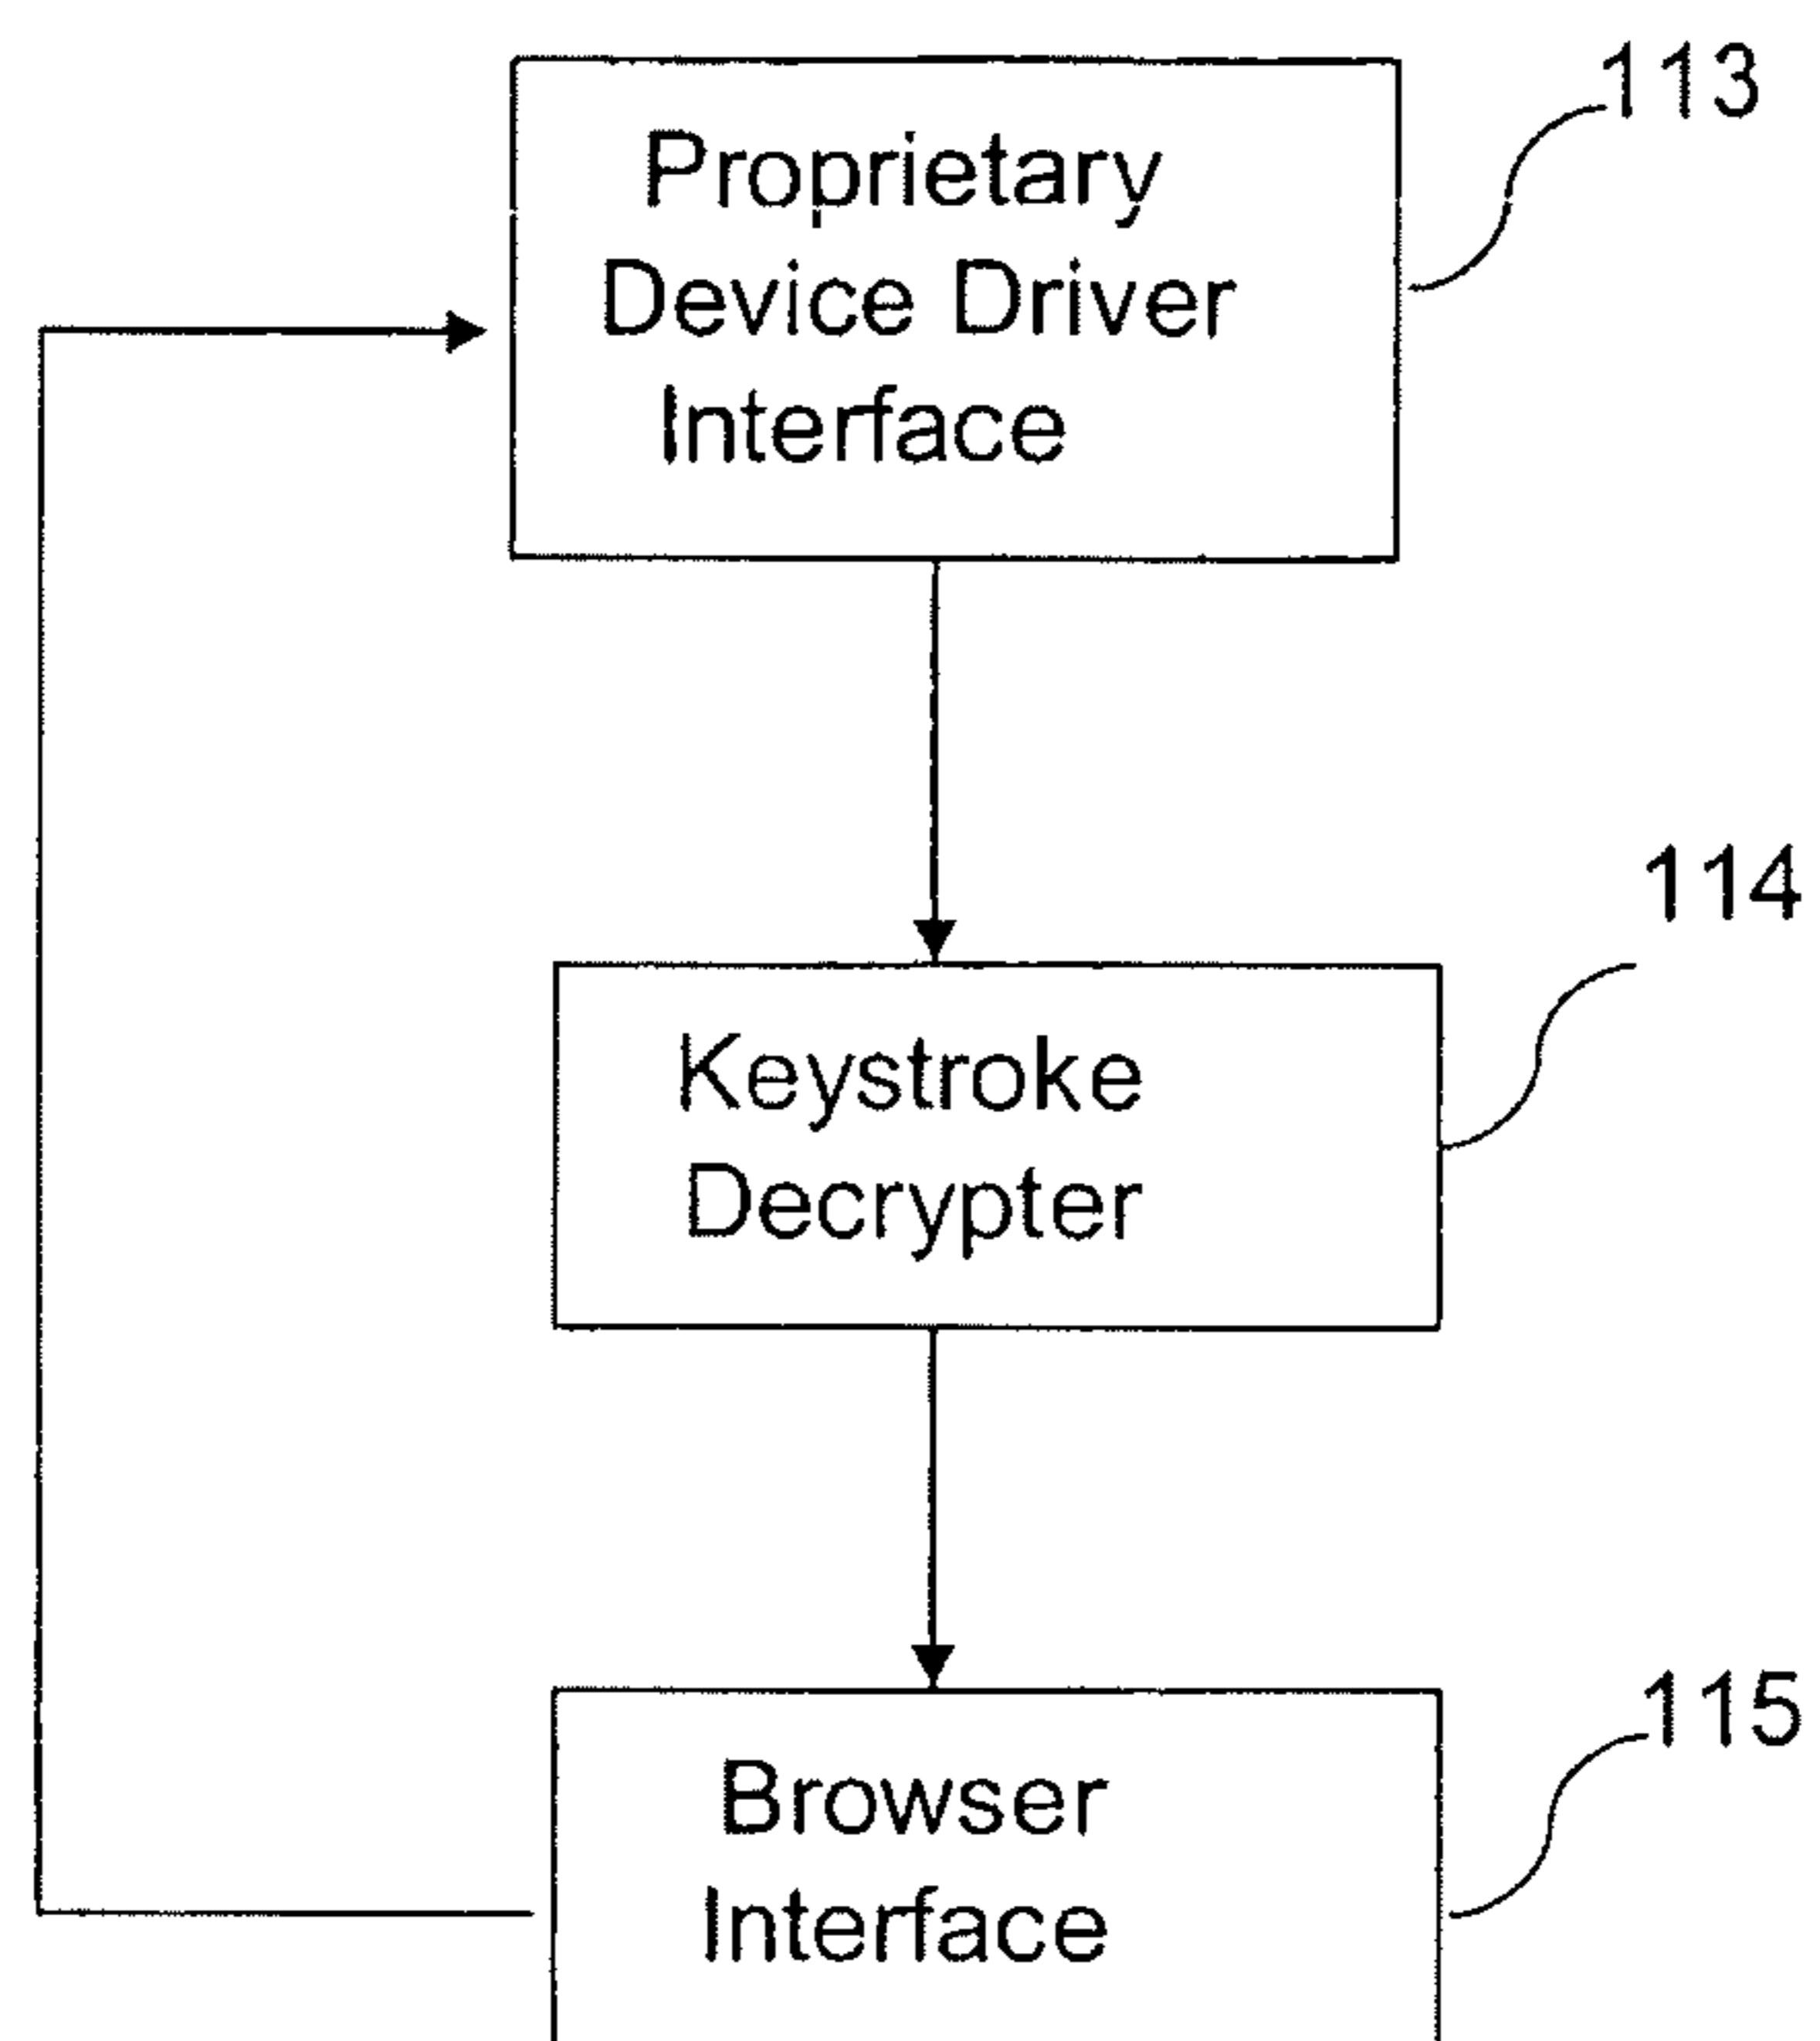 113
Proprietary
Device Driver
Interface
114
Keystroke
Decrypter
115
Browser
Interface